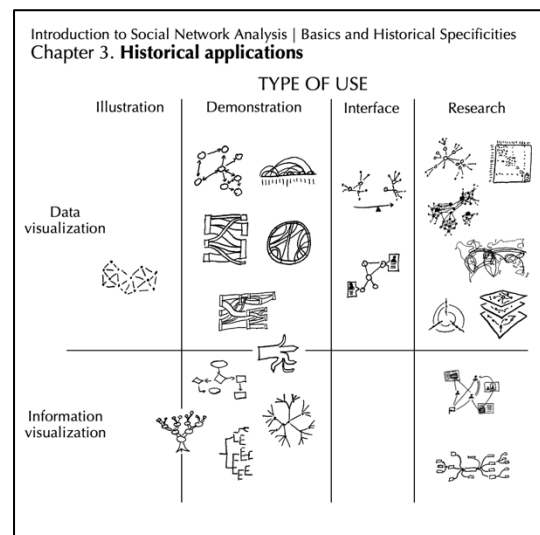 Introduction to Social Network Analysis | Basics and Historical Specificities
Chapter 3. Historical applications
TYPE OF USE
Illustration Demonstration Interface Research
Data
visualization
Information
visualization